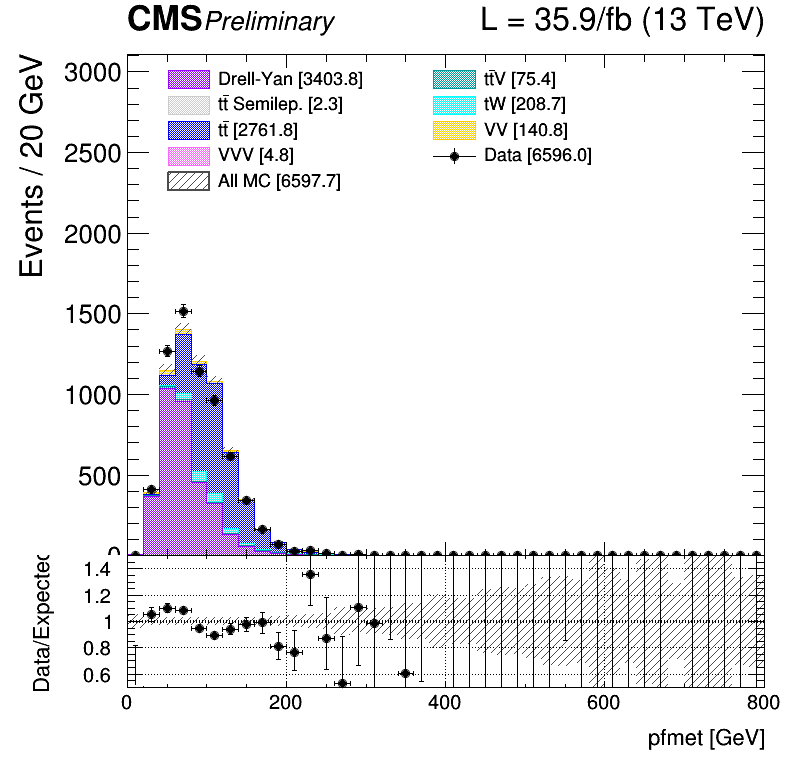 CMS Preliminary L = 35.9/fb (13 TeV)
Events / 20 GeV
3000
2500
2000
1500
1000
500
0
Drell-Yan [3403.8]
tt̄ Semilep. [2.3]
tt̄ [2761.8]
VVV [4.8]
All MC [6597.7]
tt̄V [75.4]
tW [208.7]
VV [140.8]
Data [6596.0]
Data/Expected
1.4
1.2
1
0.8
0.6
0 200 400 600 800
pfmet [GeV]